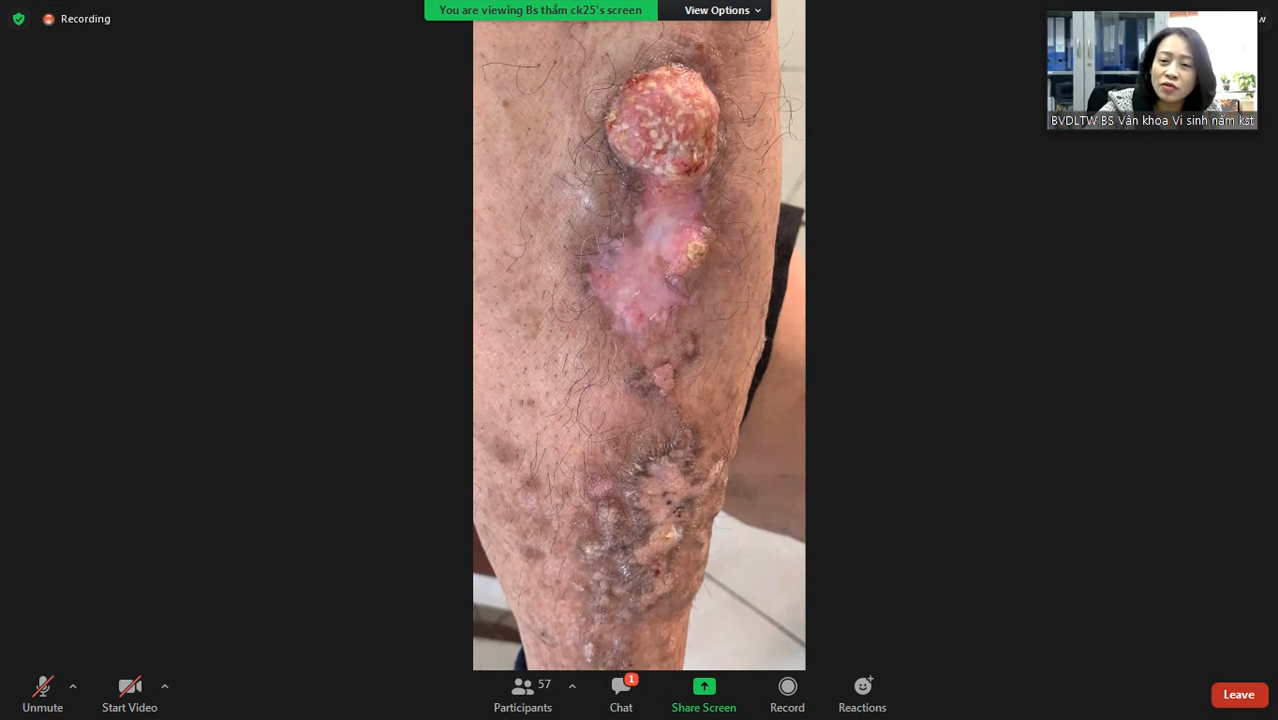 Recording
You are viewing Bs thắm ck25's screen
View Options
BVDLTW BS Vân khoa Vi sinh nấm kst
Unmute
Start Video
57
Participants
1
Chat
Share Screen
Record
Reactions
Leave